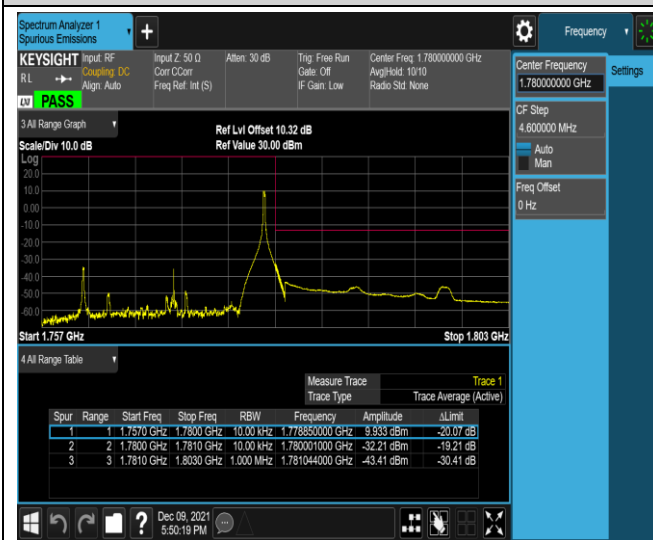 Spectrum Analyzer 1
Spurious Emissions
+
Frequency
KEYSIGHT Input: RF Input Z: 50 Ω Atten: 30 dB Trig: Free Run Center Freq: 1.780000000 GHz
RL Coupling: DC Corr CCorr Gate: Off Avg|Hold: 10/10
Align: Auto Freq Ref: Int (S) IF Gain: Low Radio Std: None
LXI PASS
Center Frequency
1.780000000 GHz
Settings
CF Step
4.600000 MHz
Auto
Man
Freq Offset
0 Hz
3 All Range Graph
Ref Lvl Offset 10.32 dB
Scale/Div 10.0 dB Ref Value 30.00 dBm
Log
20.0
10.0
0.00
-10.0
-20.0
-30.0
-40.0
-50.0
-60.0
Start 1.757 GHz Stop 1.803 GHz
4 All Range Table
Measure Trace Trace 1
Trace Type Trace Average (Active)
Spur Range Start Freq Stop Freq RBW Frequency Amplitude ΔLimit
1 1 1.7570 GHz 1.7800 GHz 10.00 kHz 1.778850000 GHz 9.933 dBm -20.07 dB
2 2 1.7800 GHz 1.7810 GHz 10.00 kHz 1.780001000 GHz -32.21 dBm -19.21 dB
3 3 1.7810 GHz 1.8030 GHz 1.000 MHz 1.781044000 GHz -43.41 dBm -30.41 dB
? Dec 09, 2021
5:50:19 PM